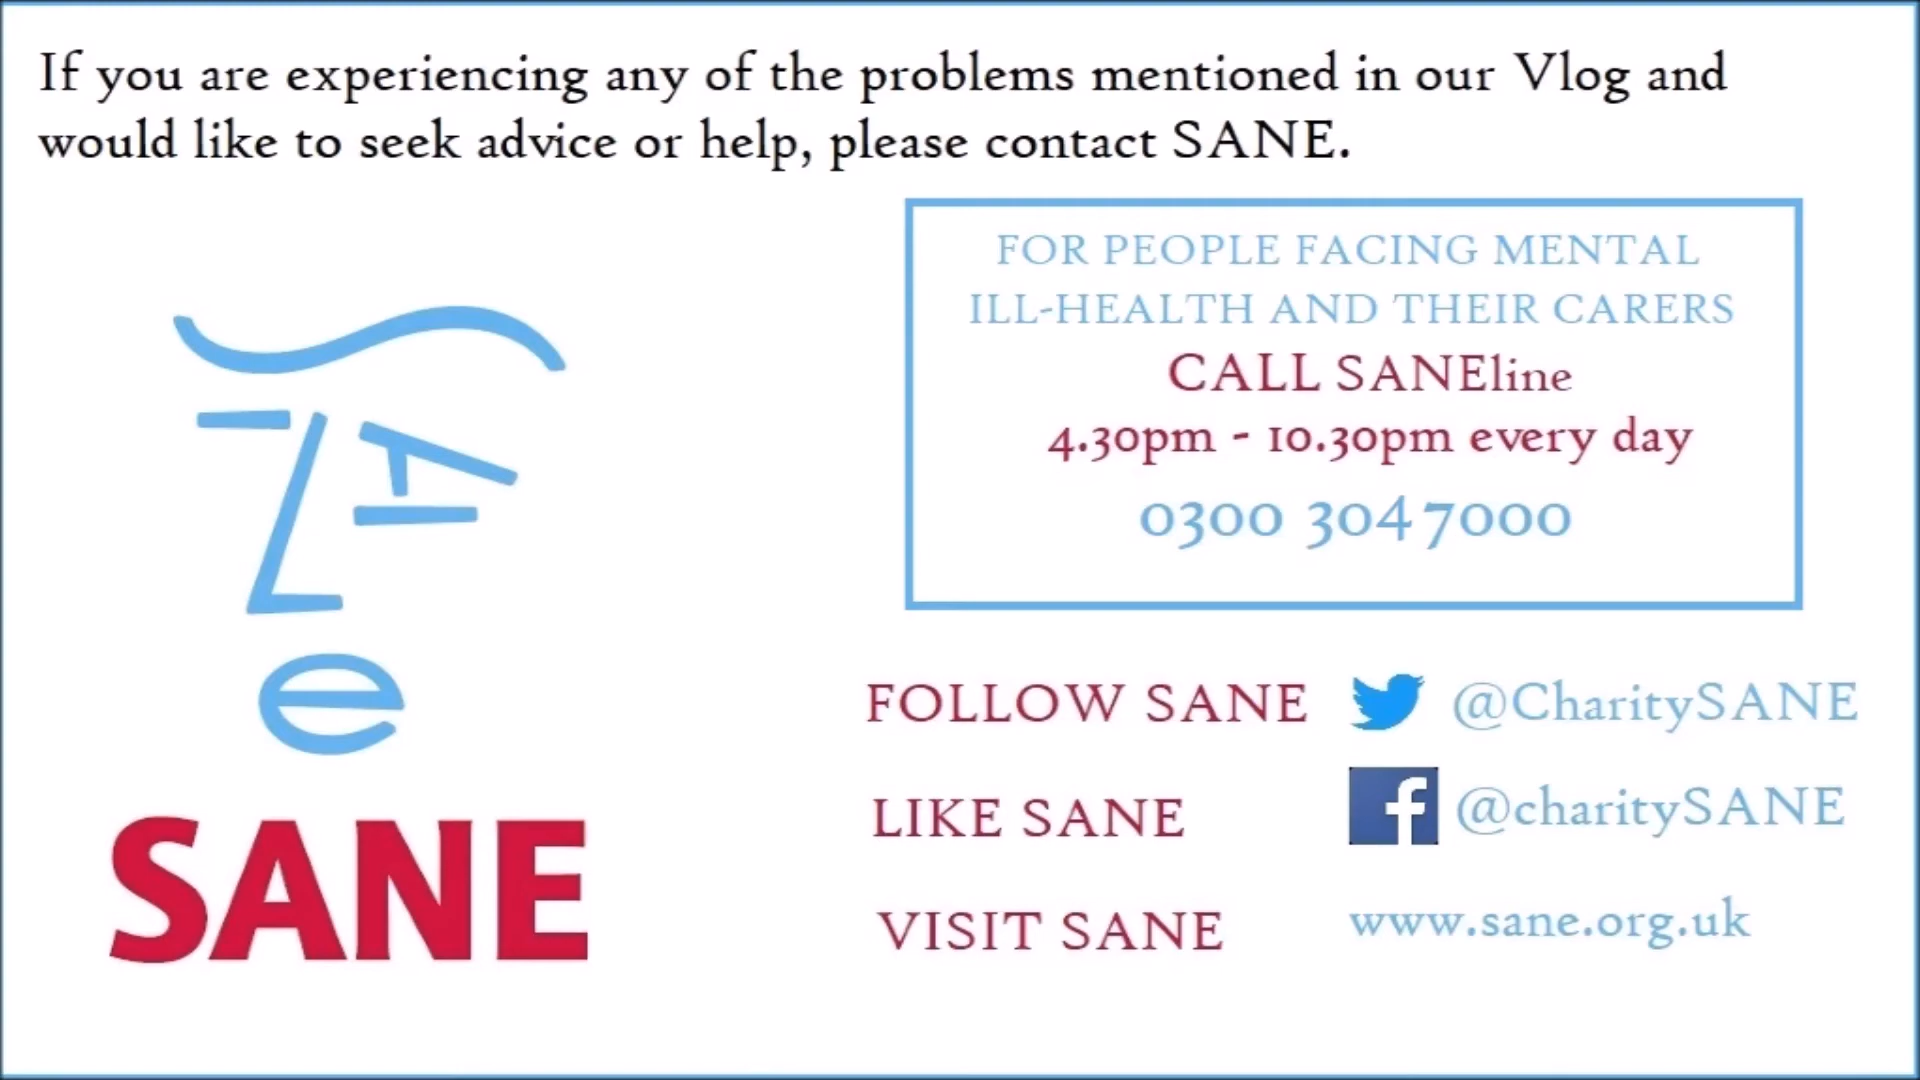 If you are experiencing any of the problems mentioned in our Vlog and
would like to seek advice or help, please contact SANE.
FOR PEOPLE FACING MENTAL
ILL-HEALTH AND THEIR CARERS
CALL SANEline
4.30pm - 10.30pm every day
0300 304 7000
SANE
FOLLOW SANE @CharitySANE
LIKE SANE @charitySANE
VISIT SANE www.sane.org.uk